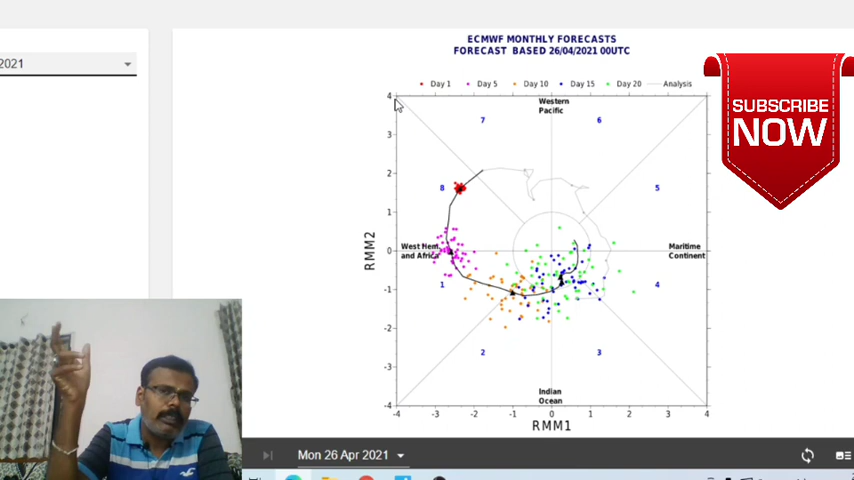 ECMWF MONTHLY FORECASTS
FORECAST BASED 26/04/2021 00UTC
2021
Day 1 Day 5 Day 10 Day 15 Day 20 Analysis
SUBSCRIBE
NOW
Western
Pacific
7 6
8 5
West Hem.
and Africa
Maritime
Continent
1 4
2 3
Indian
Ocean
4
3
2
1
0
-1
-2
-3
-4
RMM2
-4 -3 -2 -1 0 1 2 3 4
RMM1
Mon 26 Apr 2021